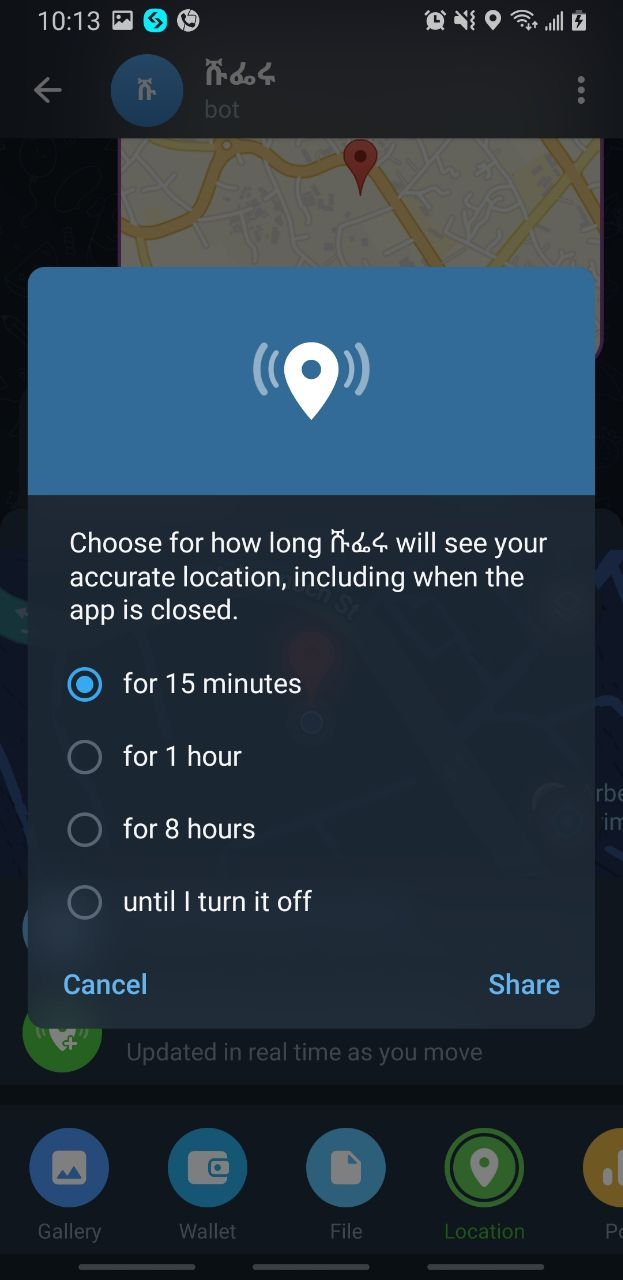 10:13
ሹ
ሹፌሩ
bot
Choose for how long ሹፌሩ will see your
accurate location, including when the
app is closed.
for 15 minutes
for 1 hour
for 8 hours
until I turn it off
Cancel
Share
Updated in real time as you move
Gallery
Wallet
File
Location